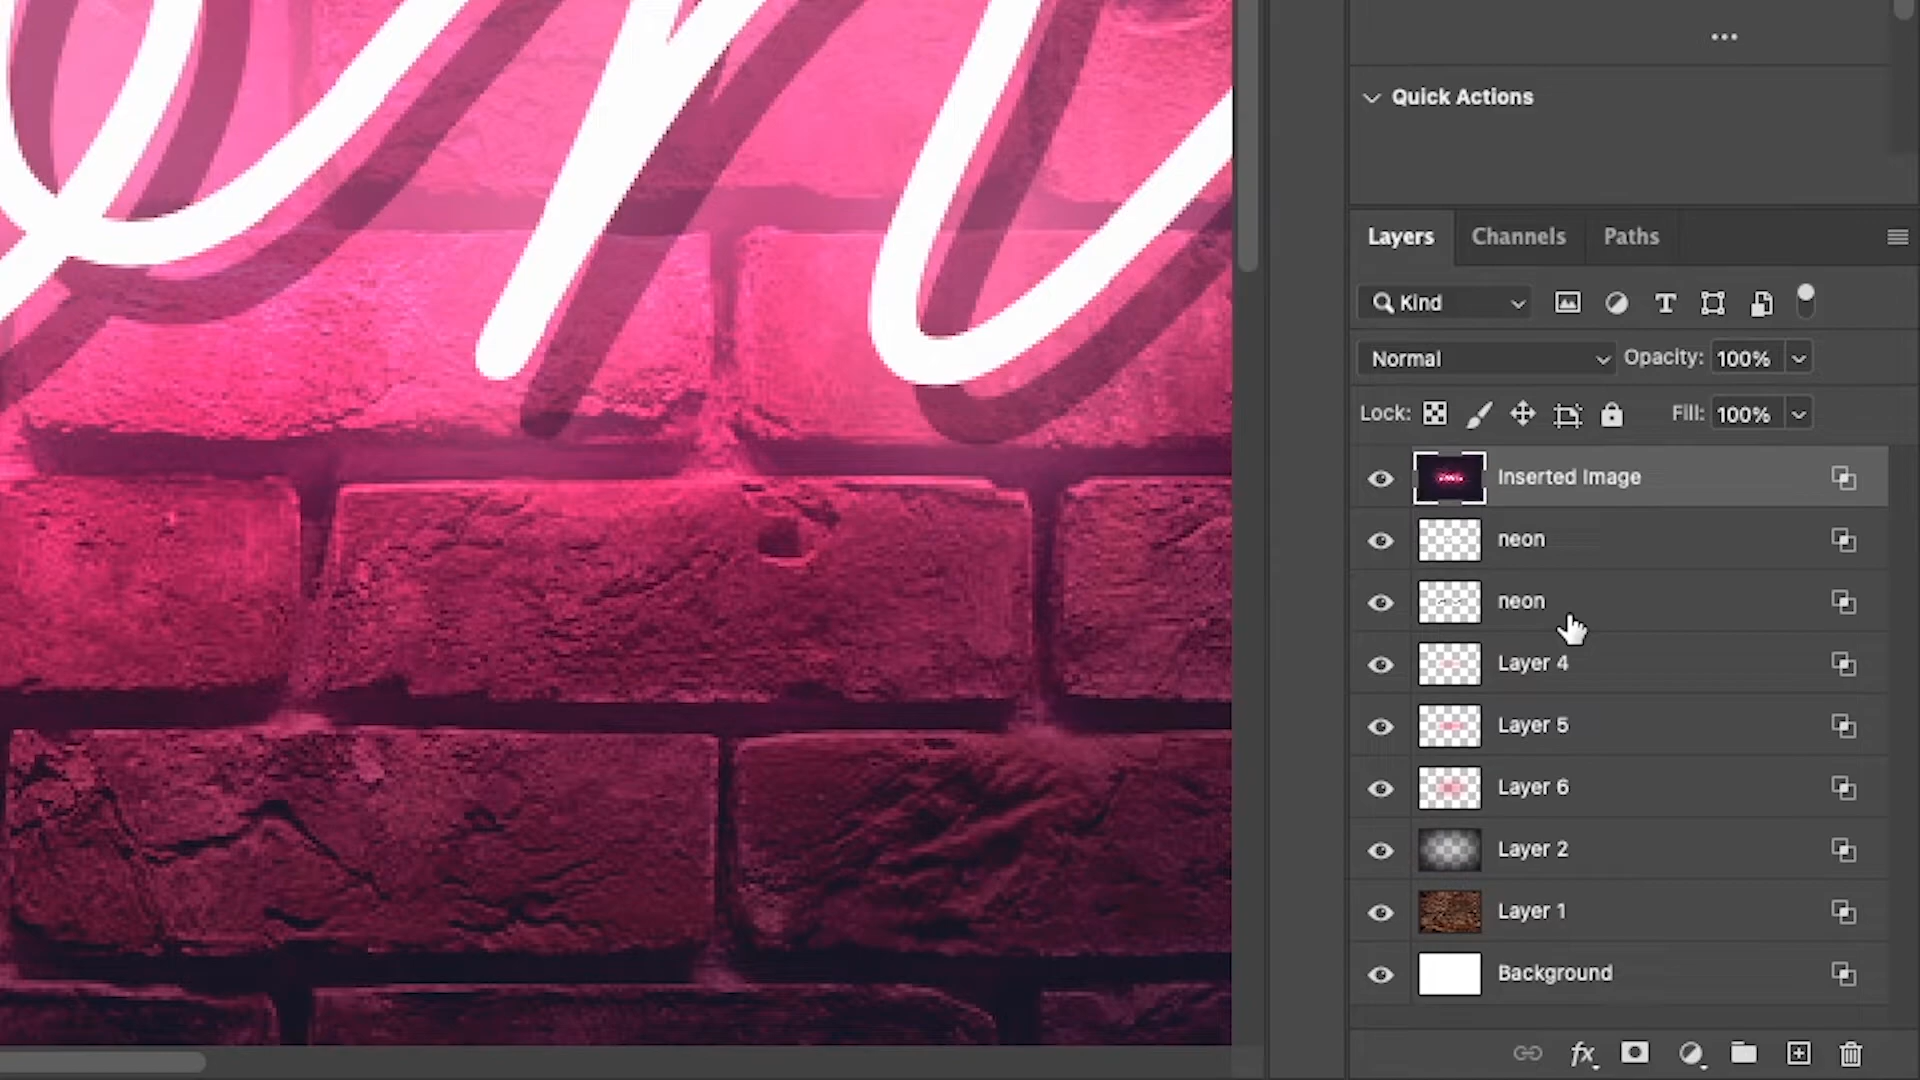 Quick Actions
Layers Channels Paths
Kind
Normal Opacity: 100%
Lock: Fill: 100%
Inserted Image
neon
neon
Layer 4
Layer 5
Layer 6
Layer 2
Layer 1
Background
fx